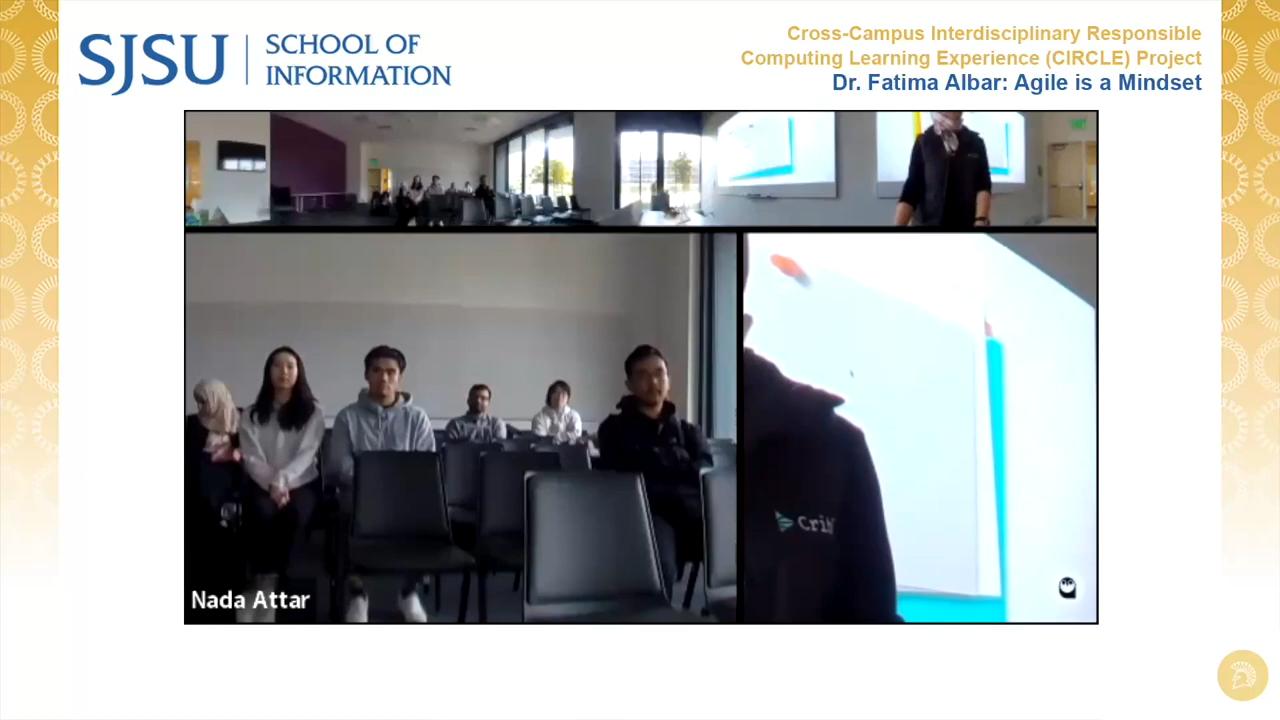 SJSU
SCHOOL OF
INFORMATION
Cross-Campus Interdisciplinary Responsible
Computing Learning Experience (CIRCLE) Project
Dr. Fatima Albar: Agile is a Mindset
Nada Attar